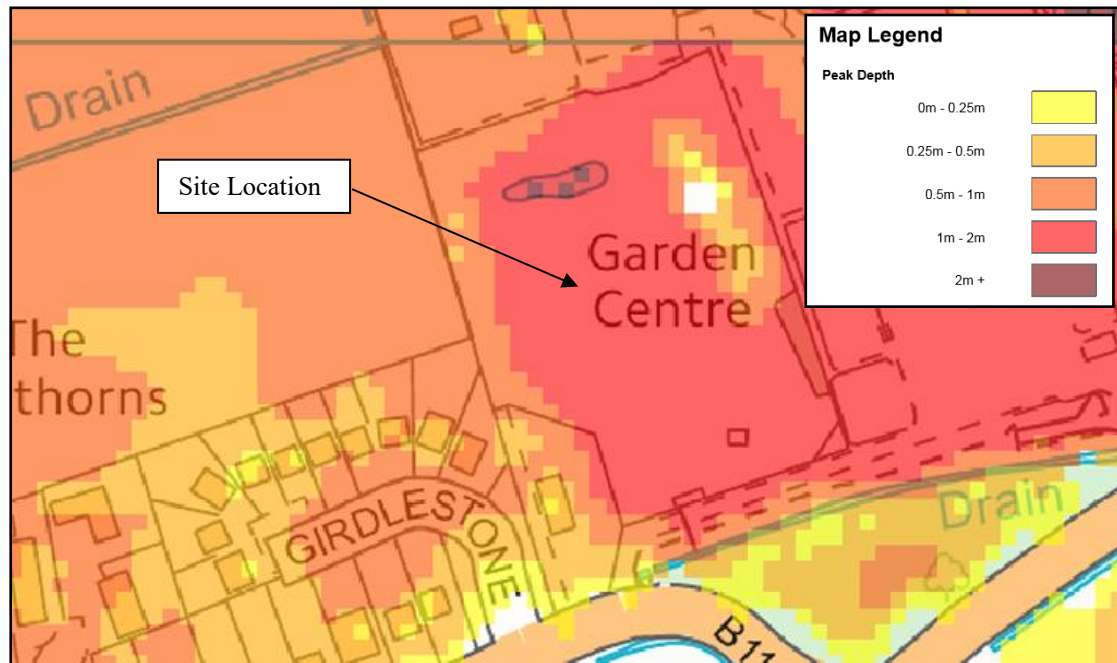 Drain
Site Location
Garden
Centre
The
thorns
GIRDLESTONE
Drain
B11
Map Legend
Peak Depth
0m - 0.25m
0.25m - 0.5m
0.5m - 1m
1m - 2m
2m +